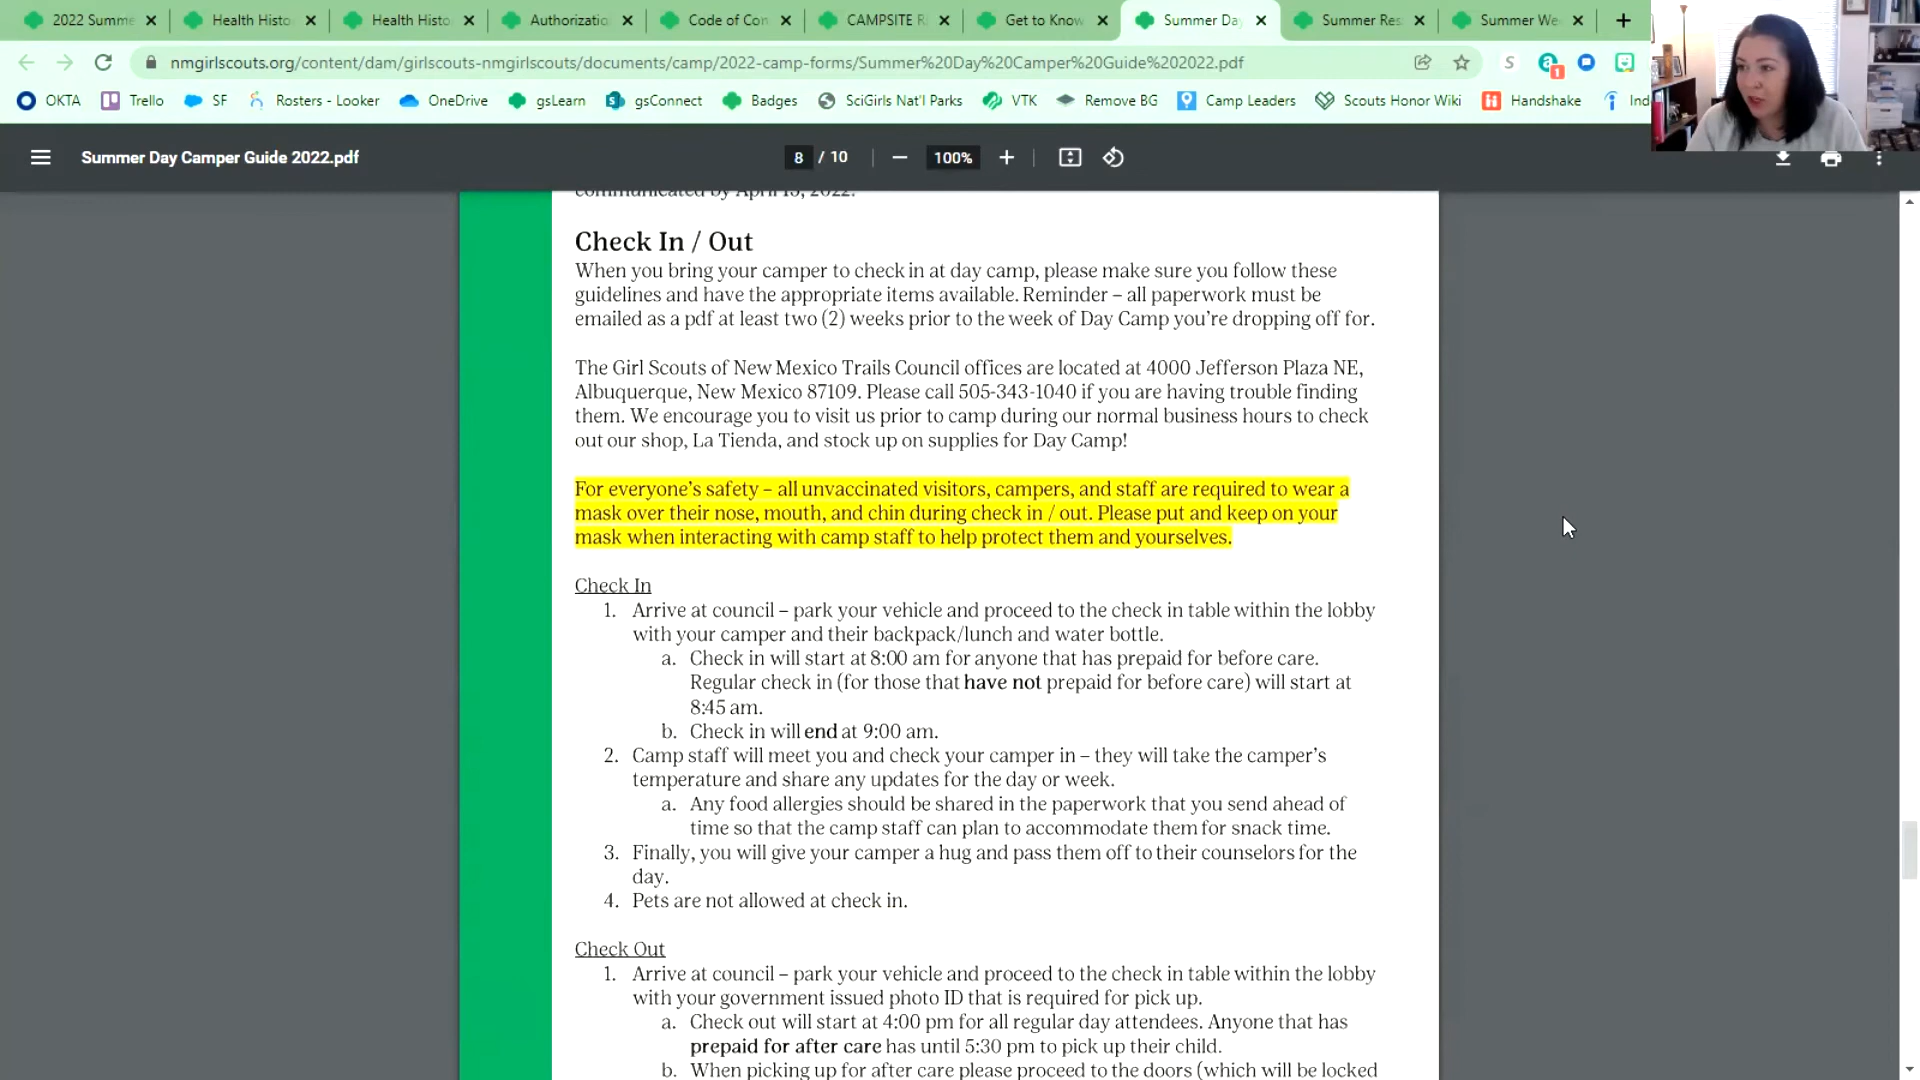 2022 Summe
Health Histo
Health Histo
Authorizatio
Code of Con
CAMPSITE R
Get to Know
Summer Da
Summer Res
Summer We
nmgirlscouts.org/content/dam/girlscouts-nmgirlscouts/documents/camp/2022-camp-forms/Summer%20Day%20Camper%20Guide%202022.pdf
OKTA Trello SF Rosters - Looker OneDrive gsLearn gsConnect Badges SciGirls Nat'l Parks VTK Remove BG Camp Leaders Scouts Honor Wiki Handshake Ind
Summer Day Camper Guide 2022.pdf
8 / 10
100%
communicated by April 15, 2022.
Check In / Out
When you bring your camper to check in at day camp, please make sure you follow these
guidelines and have the appropriate items available. Reminder – all paperwork must be
emailed as a pdf at least two (2) weeks prior to the week of Day Camp you're dropping off for.
The Girl Scouts of New Mexico Trails Council offices are located at 4000 Jefferson Plaza NE,
Albuquerque, New Mexico 87109. Please call 505-343-1040 if you are having trouble finding
them. We encourage you to visit us prior to camp during our normal business hours to check
out our shop, La Tienda, and stock up on supplies for Day Camp!
For everyone's safety – all unvaccinated visitors, campers, and staff are required to wear a
mask over their nose, mouth, and chin during check in / out. Please put and keep on your
mask when interacting with camp staff to help protect them and yourselves.
Check In
1. Arrive at council – park your vehicle and proceed to the check in table within the lobby
with your camper and their backpack/lunch and water bottle.
a. Check in will start at 8:00 am for anyone that has prepaid for before care.
Regular check in (for those that have not prepaid for before care) will start at
8:45 am.
b. Check in will end at 9:00 am.
2. Camp staff will meet you and check your camper in – they will take the camper's
temperature and share any updates for the day or week.
a. Any food allergies should be shared in the paperwork that you send ahead of
time so that the camp staff can plan to accommodate them for snack time.
3. Finally, you will give your camper a hug and pass them off to their counselors for the
day.
4. Pets are not allowed at check in.
Check Out
1. Arrive at council – park your vehicle and proceed to the check in table within the lobby
with your government issued photo ID that is required for pick up.
a. Check out will start at 4:00 pm for all regular day attendees. Anyone that has
prepaid for after care has until 5:30 pm to pick up their child.
b. When picking up for after care please proceed to the doors (which will be locked